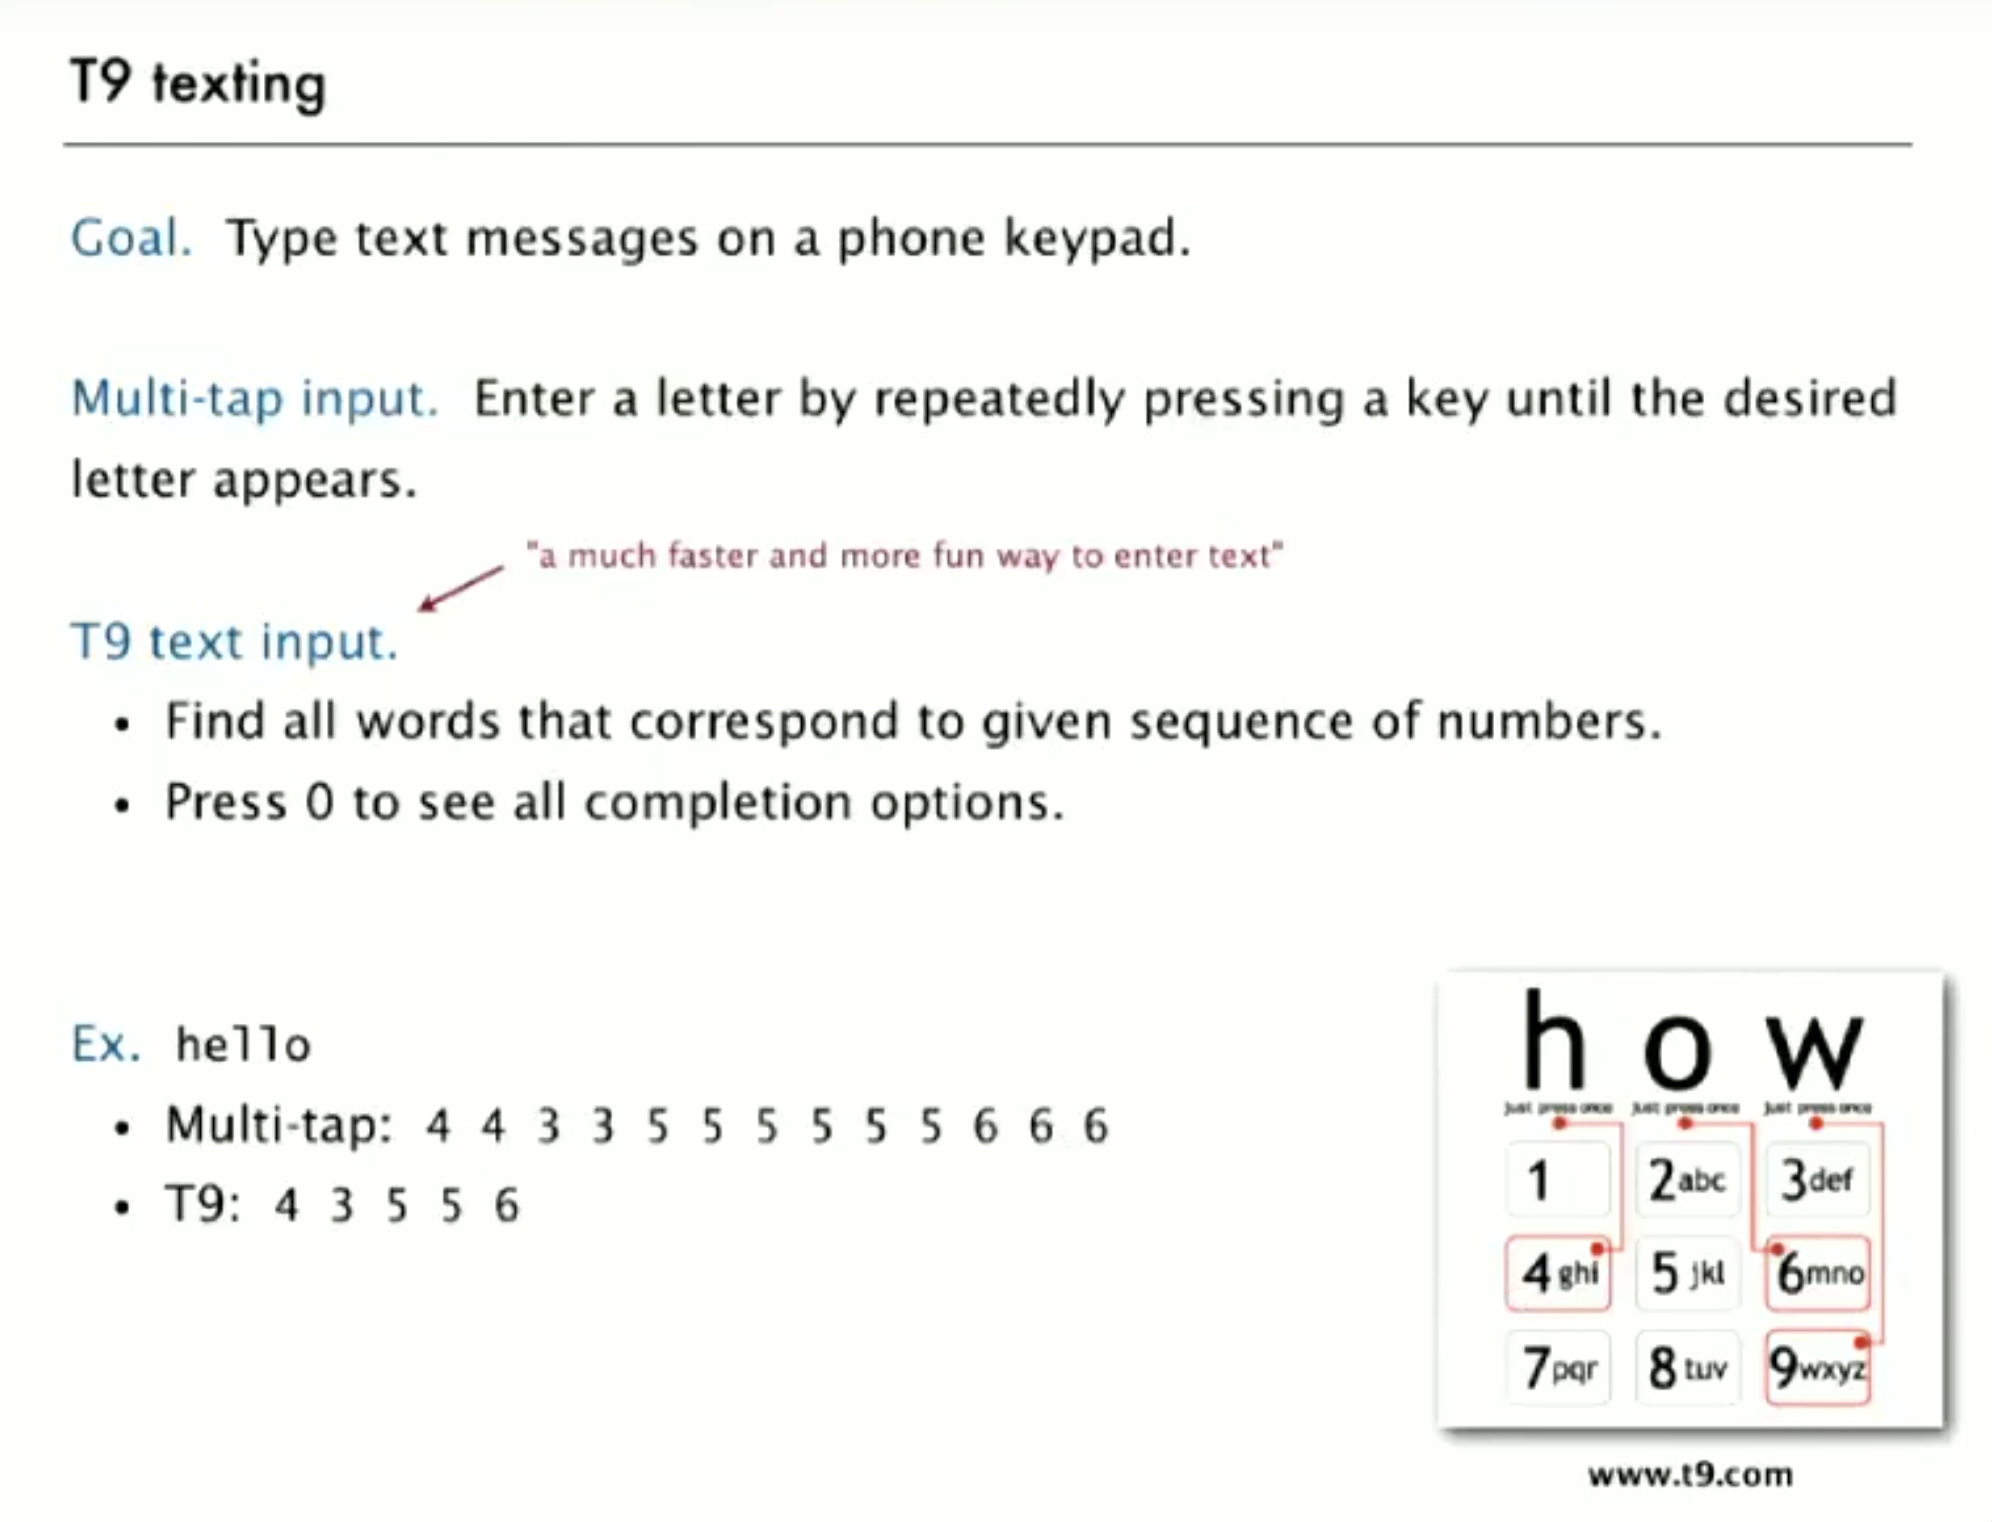 T9 texting
Goal. Type text messages on a phone keypad.
Multi-tap input. Enter a letter by repeatedly pressing a key until the desired
letter appears.
"a much faster and more fun way to enter text"
T9 text input.
• Find all words that correspond to given sequence of numbers.
• Press 0 to see all completion options.
Ex. hello
• Multi-tap: 4 4 3 3 5 5 5 5 5 5 6 6 6
• T9: 4 3 5 5 6
h o w
Just press once Just press once Just press once
1 2abc 3def
4ghi 5jkl 6mno
7pqr 8tuv 9wxyz
www.t9.com